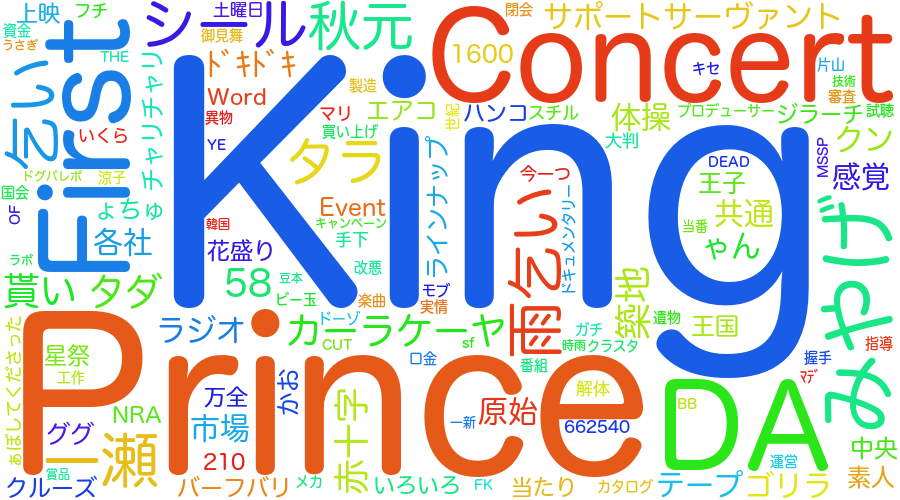 上映
フチ
シール
土曜日
秋元
Concert
閉会
サポートサーヴァント
資金
うさぎ
THE
First
御見舞
ﾄﾞｷﾄﾞｷ
1600
キセ
片山
技術
雨乞い
乞い
いくら
チャリチャリ
Word
異物
製造
マリ
エアコ
世紀
ハンコ
スチル
体操
大判
プロデューサー
ジラーチ
審査
試聴
クン
YE
買い上げ
タラ
King
ラインナップ
今一つ
DEAD
MSSP
感覚
ドグパレポ
涼子
国会
OF
ょちゅ
Event
ドキュメンタリー
王子
共通
当番
ゃん
みやげ
韓国
キャンペーン
手下
各社
花盛り
ラボ
改悪
58
豆本
ビー玉
モブ
楽曲
実情
築地
貰い
タダ
ラジオ
ドーゾ
カーラケーヤ
遺物
王国
ガチ
CUT
sf
時雨クラスタ
番組
握手
指導
ぁぼしてくださった
Prince
星祭
工作
口金
ﾏﾃﾞ
万全
かお
解体
DA
BB
NRA
市場
赤十字
原始
一新
662540
ググ
一瀬
210
中央
運営
賞品
クルーズ
バーフバリ
メカ
いろいろ
FK
当たり
カタログ
テープ
ゴリラ
素人